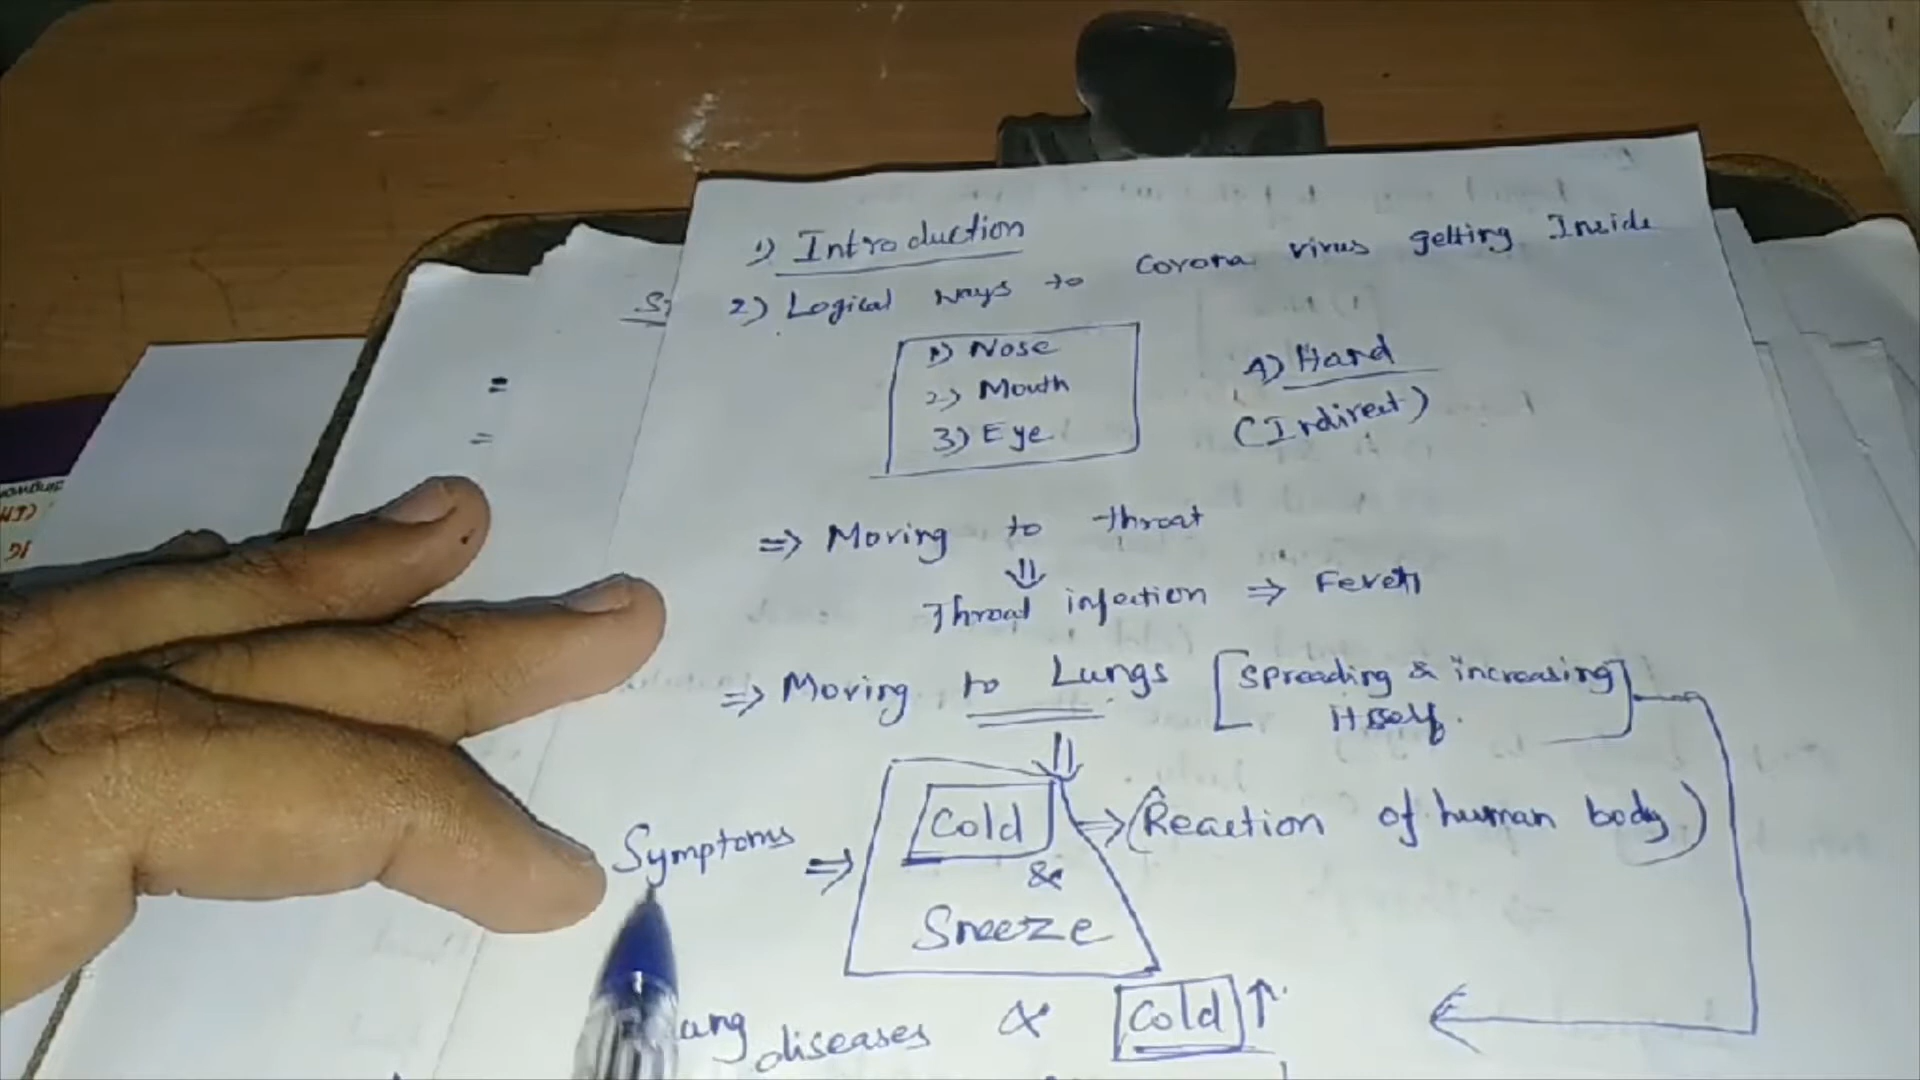 1) Introduction
2) Logical ways to Corona virus getting Inside
1) Nose
2) Mouth
3) Eye
4) Hand
(Indirect)
=> Moving to throat
Throat infection => Fever
=> Moving to Lungs [Spreading & increasing
itself.]
Symptoms => Cold => (Reaction of human body)
&
Sneeze
diseases & Cold ↑